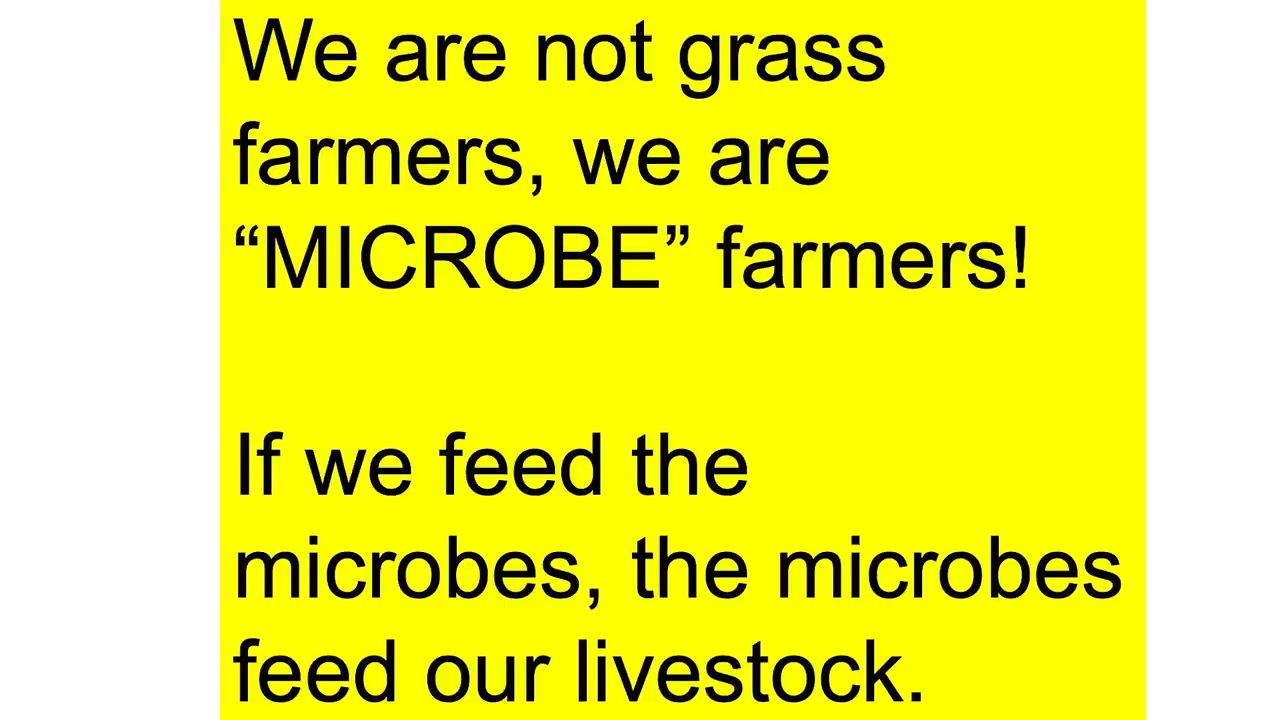 We are not grass
farmers, we are
“MICROBE” farmers!
If we feed the
microbes, the microbes
feed our livestock.